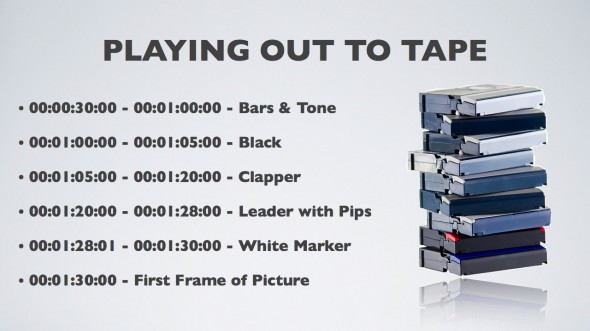 PLAYING OUT TO TAPE
• 00:00:30:00 - 00:01:00:00 - Bars & Tone
• 00:01:00:00 - 00:01:05:00 - Black
• 00:01:05:00 - 00:01:20:00 - Clapper
• 00:01:20:00 - 00:01:28:00 - Leader with Pips
• 00:01:28:01 - 00:01:30:00 - White Marker
• 00:01:30:00 - First Frame of Picture